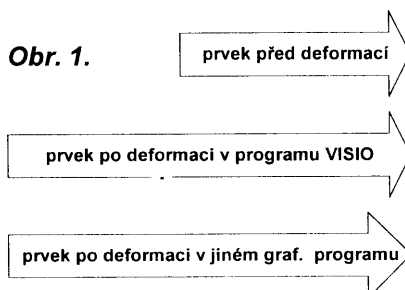 Obr. 1.
prvek před deformací
prvek po deformaci v programu VISIO
prvek po deformaci v jiném graf. programu